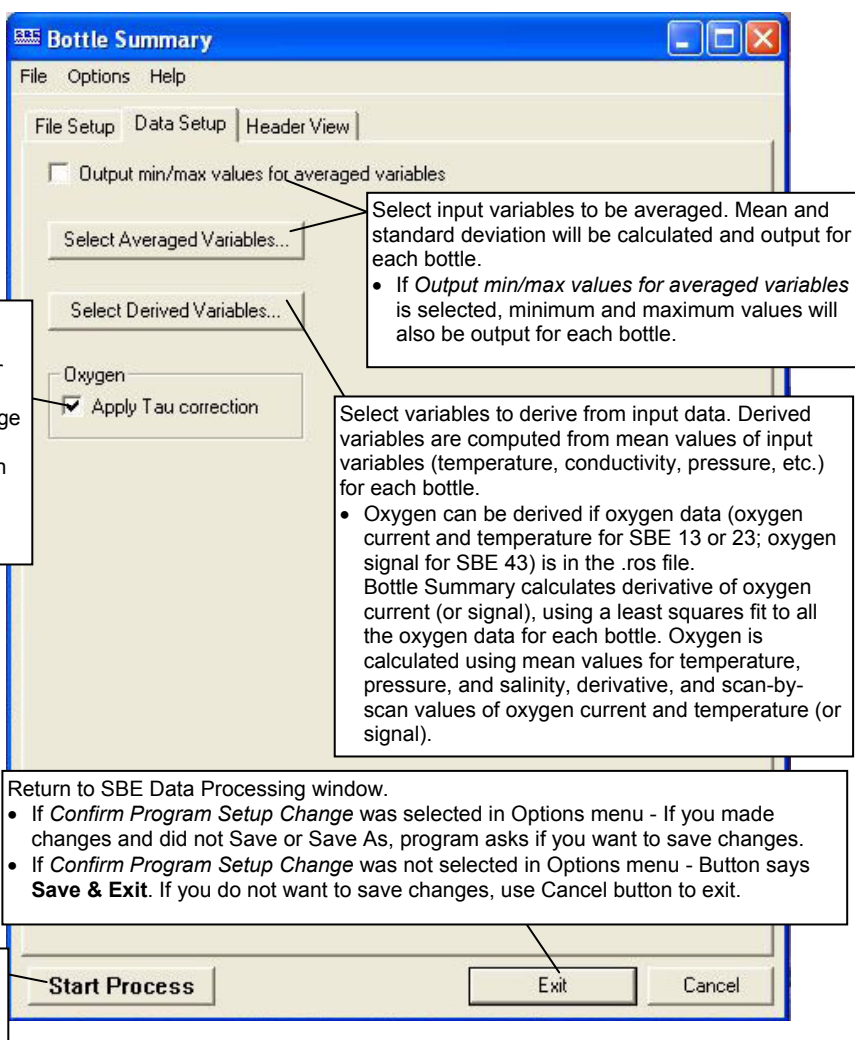 Bottle Summary
File Options Help
File Setup Data Setup Header View
Output min/max values for averaged variables
Select Averaged Variables...
Select input variables to be averaged. Mean and
standard deviation will be calculated and output for
each bottle.
• If Output min/max values for averaged variables
is selected, minimum and maximum values will
also be output for each bottle.
Select Derived Variables...
Oxygen
Apply Tau correction
Select variables to derive from input data. Derived
variables are computed from mean values of input
variables (temperature, conductivity, pressure, etc.)
for each bottle.
• Oxygen can be derived if oxygen data (oxygen
current and temperature for SBE 13 or 23; oxygen
signal for SBE 43) is in the .ros file.
Bottle Summary calculates derivative of oxygen
current (or signal), using a least squares fit to all
the oxygen data for each bottle. Oxygen is
calculated using mean values for temperature,
pressure, and salinity, derivative, and scan-by-
scan values of oxygen current and temperature (or
signal).
Return to SBE Data Processing window.
• If Confirm Program Setup Change was selected in Options menu - If you made
changes and did not Save or Save As, program asks if you want to save changes.
• If Confirm Program Setup Change was not selected in Options menu - Button says
Save & Exit. If you do not want to save changes, use Cancel button to exit.
Start Process Exit Cancel